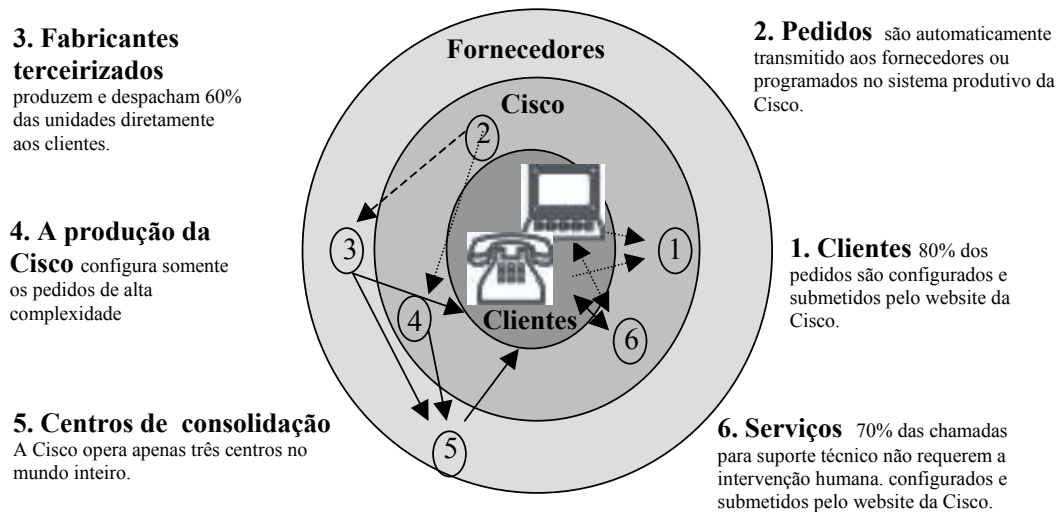 3. Fabricantes
terceirizados
produzem e despacham 60%
das unidades diretamente
aos clientes.
4. A produção da
Cisco configura somente
os pedidos de alta
complexidade
5. Centros de consolidação
A Cisco opera apenas três centros no
mundo inteiro.
Fornecedores
Cisco
2
3
1
4
Clientes
6
5
2. Pedidos são automaticamente
transmitido aos fornecedores ou
programados no sistema produtivo da
Cisco.
1. Clientes 80% dos
pedidos são configurados e
submetidos pelo website da
Cisco.
6. Serviços 70% das chamadas
para suporte técnico não requerem a
intervenção humana. configurados e
submetidos pelo website da Cisco.